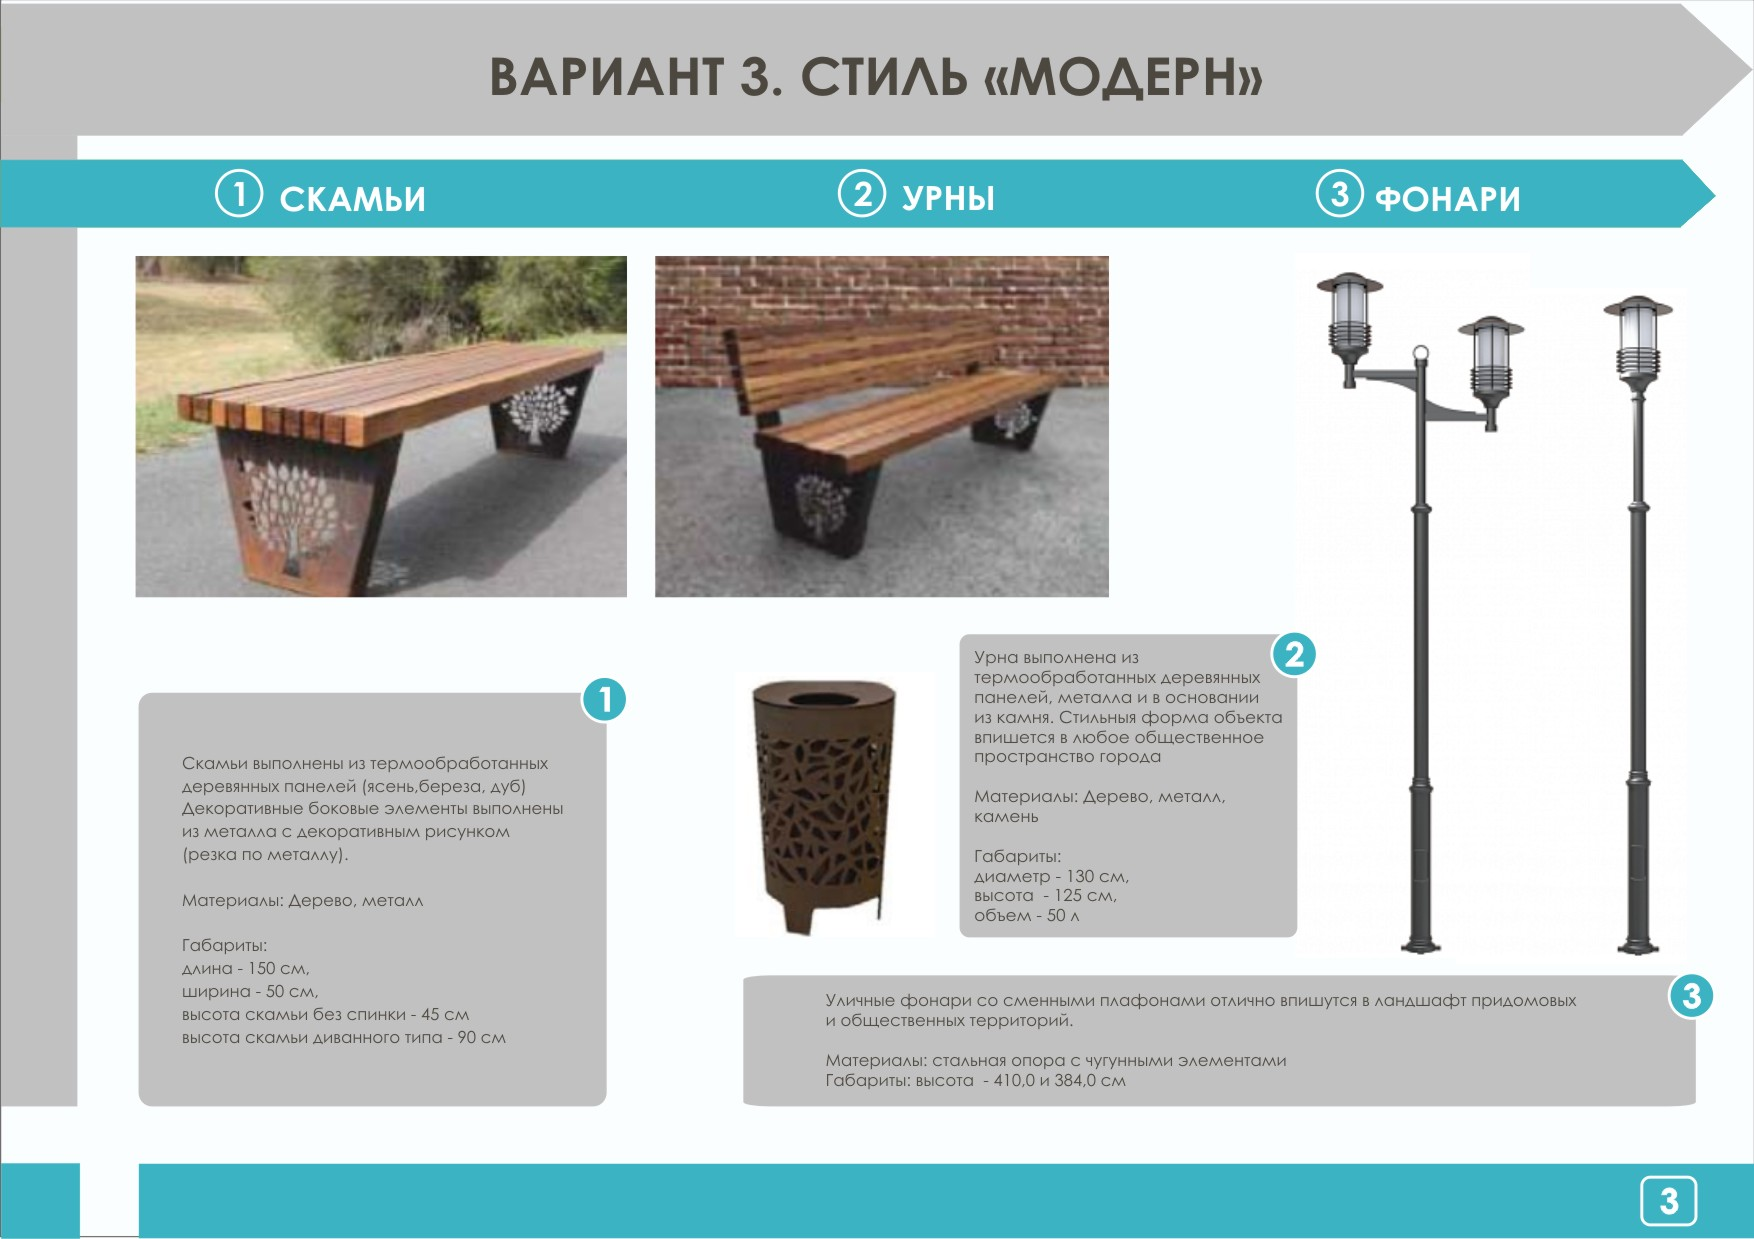 ВАРИАНТ 3. СТИЛЬ «МОДЕРН»
1 СКАМЬИ
2 УРНЫ
3 ФОНАРИ
1
Скамьи выполнены из термообработанных
деревянных панелей (ясень,береза, дуб)
Декоративные боковые элементы выполнены
из металла с декоративным рисунком
(резка по металлу).
Материалы: Дерево, металл
Габариты:
длина - 150 см,
ширина - 50 см,
высота скамьи без спинки - 45 см
высота скамьи диванного типа - 90 см
2
Урна выполнена из
термообработанных деревянных
панелей, металла и в основании
из камня. Стильныя форма объекта
впишется в любое общественное
пространство города
Материалы: Дерево, металл,
камень
Габариты:
диаметр - 130 см,
высота - 125 см,
объем - 50 л
3
Уличные фонари со сменными плафонами отлично впишутся в ландшафт придомовых
и общественных территорий.
Материалы: стальная опора с чугунными элементами
Габариты: высота - 410,0 и 384,0 см
3